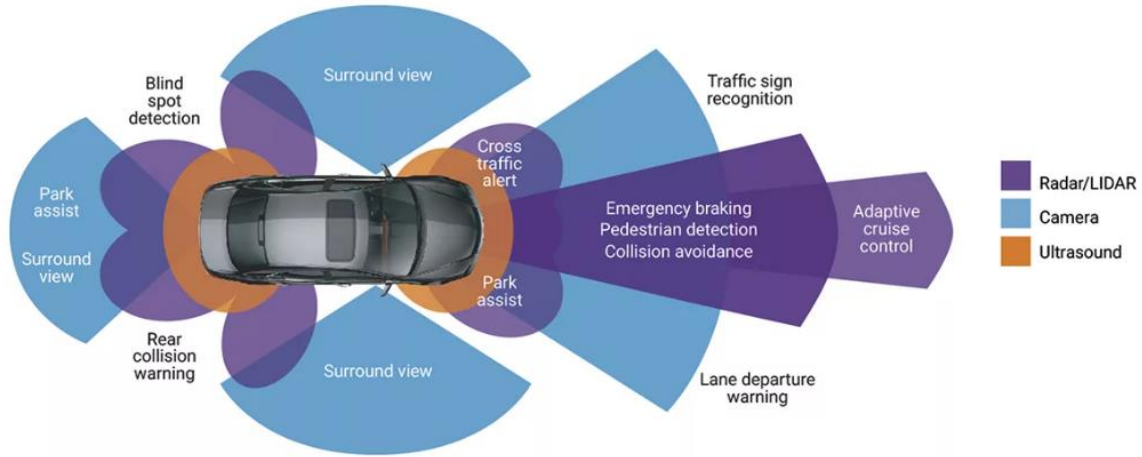 Surround view
Blind
spot
detection
Traffic sign
recognition
Cross
traffic
alert
Park
assist
Surround
view
Emergency braking
Pedestrian detection
Collision avoidance
Adaptive
cruise
control
Radar/LIDAR
Camera
Ultrasound
Park
assist
Rear
collision
warning
Surround view
Lane departure
warning